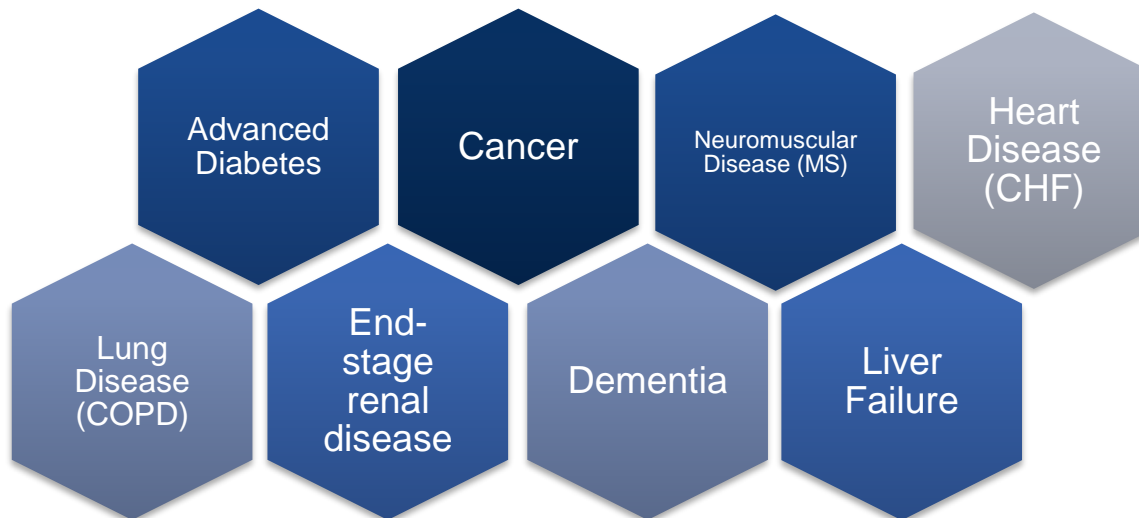 Advanced
Diabetes
Cancer
Neuromuscular
Disease (MS)
Heart
Disease
(CHF)
Lung
Disease
(COPD)
End-
stage
renal
disease
Dementia
Liver
Failure